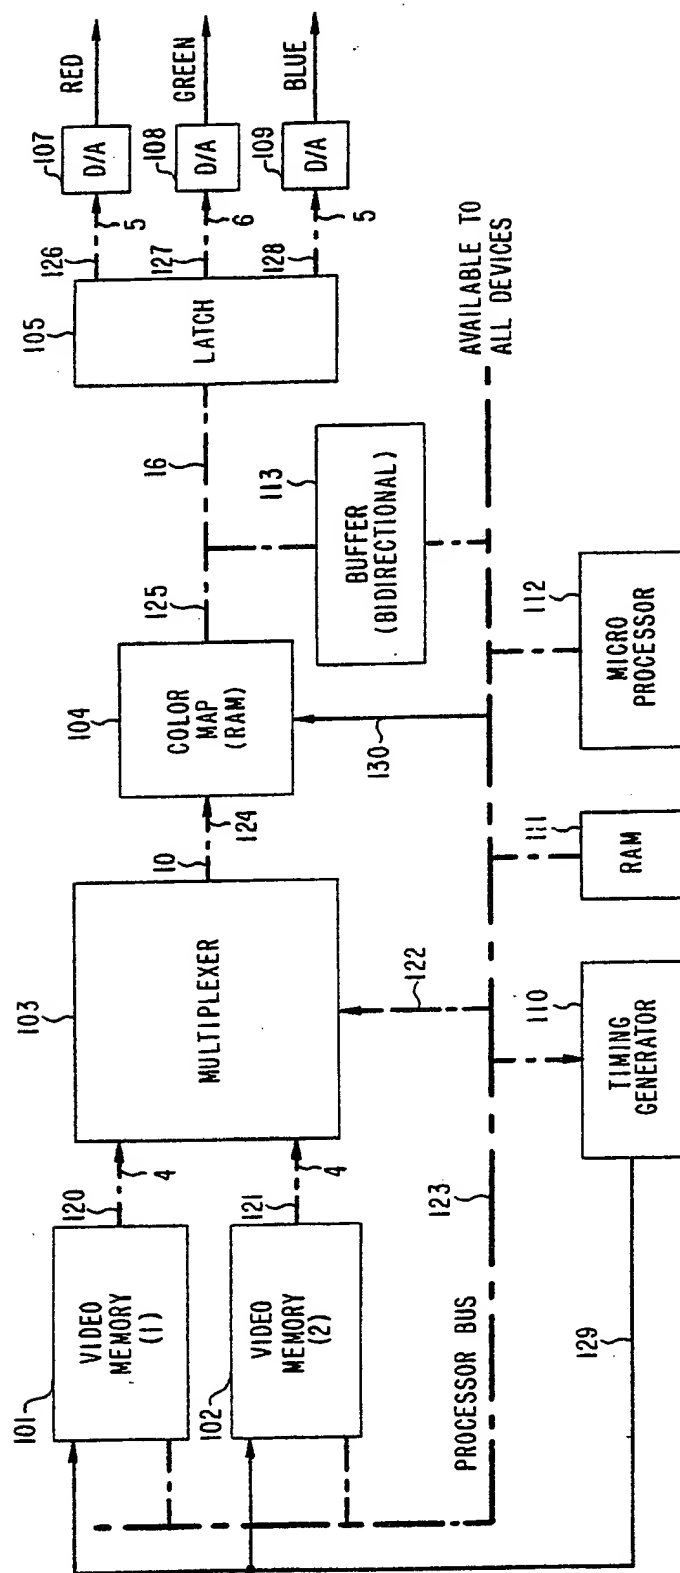 101
VIDEO
MEMORY
(1)
120
4
102
VIDEO
MEMORY
(2)
121
4
103
MULTIPLEXER
122
10
124
104
COLOR
MAP
(RAM)
130
125
16
113
BUFFER
(BIDIRECTIONAL)
105
LATCH
126
5
127
6
128
5
107
D/A
RED
108
D/A
GREEN
109
D/A
BLUE
PROCESSOR BUS
123
AVAILABLE TO
ALL DEVICES
129
110
TIMING
GENERATOR
111
RAM
112
MICRO
PROCESSOR